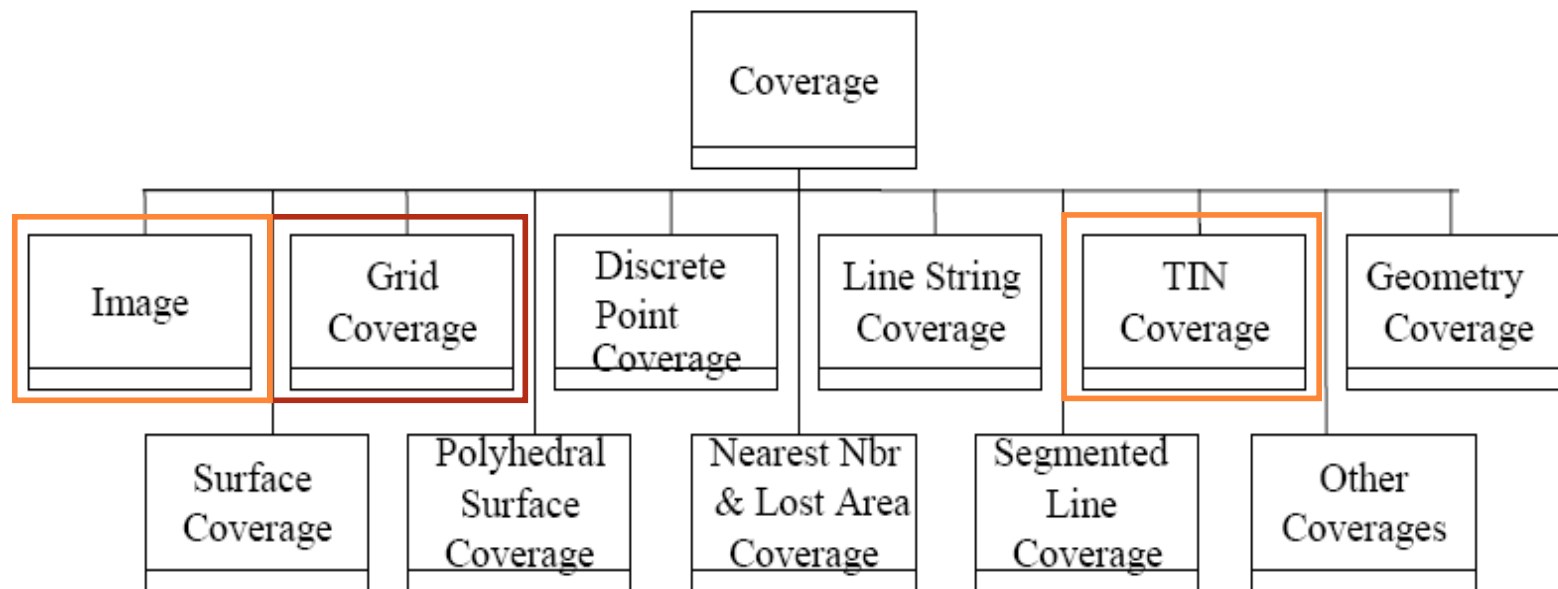 Coverage
Image
Grid
Coverage
Discrete
Point
Coverage
Line String
Coverage
TIN
Coverage
Geometry
Coverage
Surface
Coverage
Polyhedral
Surface
Coverage
Nearest Nbr
& Lost Area
Coverage
Segmented
Line
Coverage
Other
Coverages